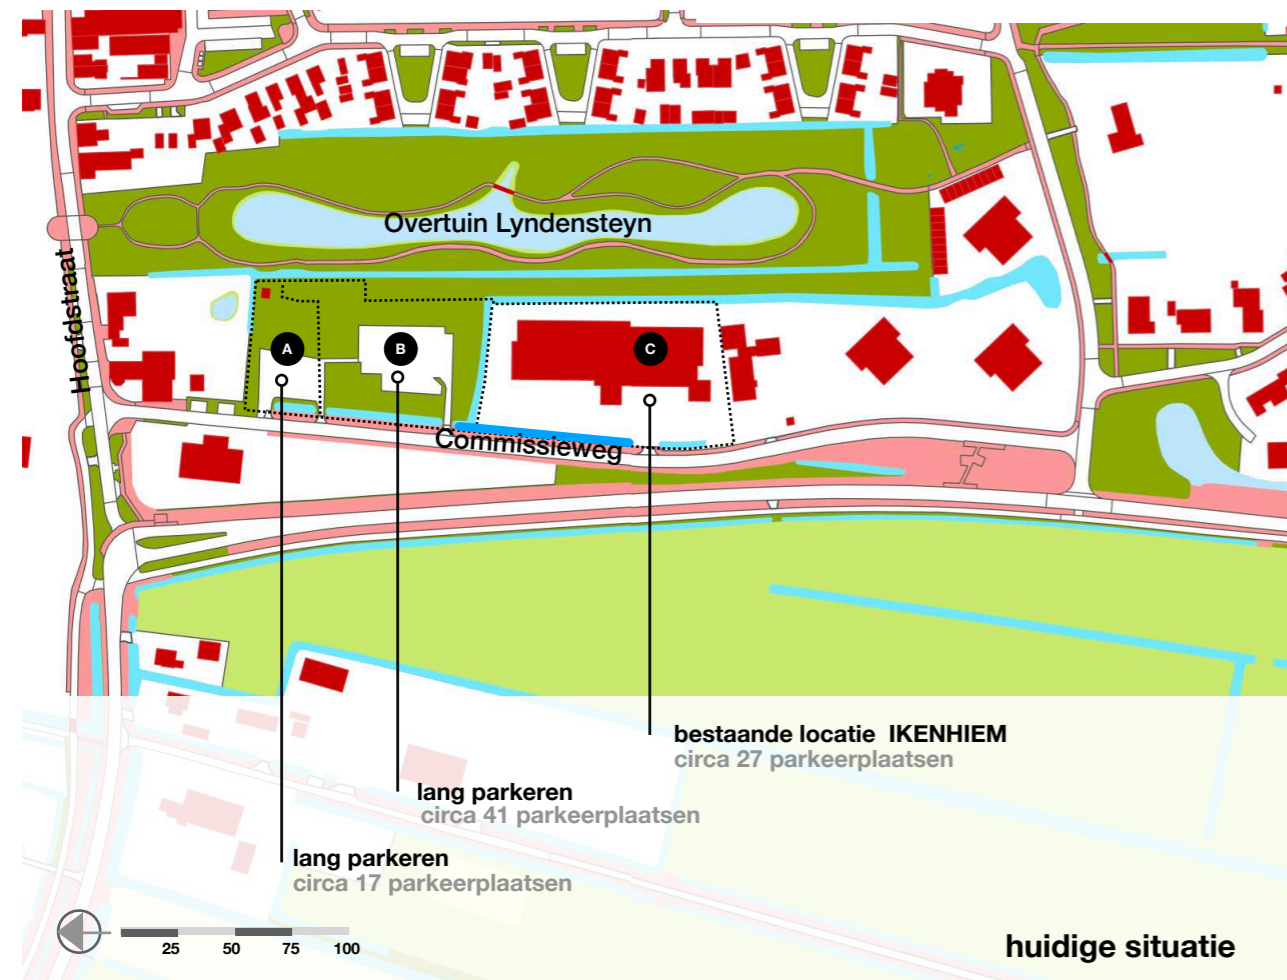 Overtuin Lyndensteyn
Hoofdstraat
A
B
C
Commissieweg
bestaande locatie IKENHIEM
circa 27 parkeerplaatsen
lang parkeren
circa 41 parkeerplaatsen
lang parkeren
circa 17 parkeerplaatsen
25 50 75 100
huidige situatie